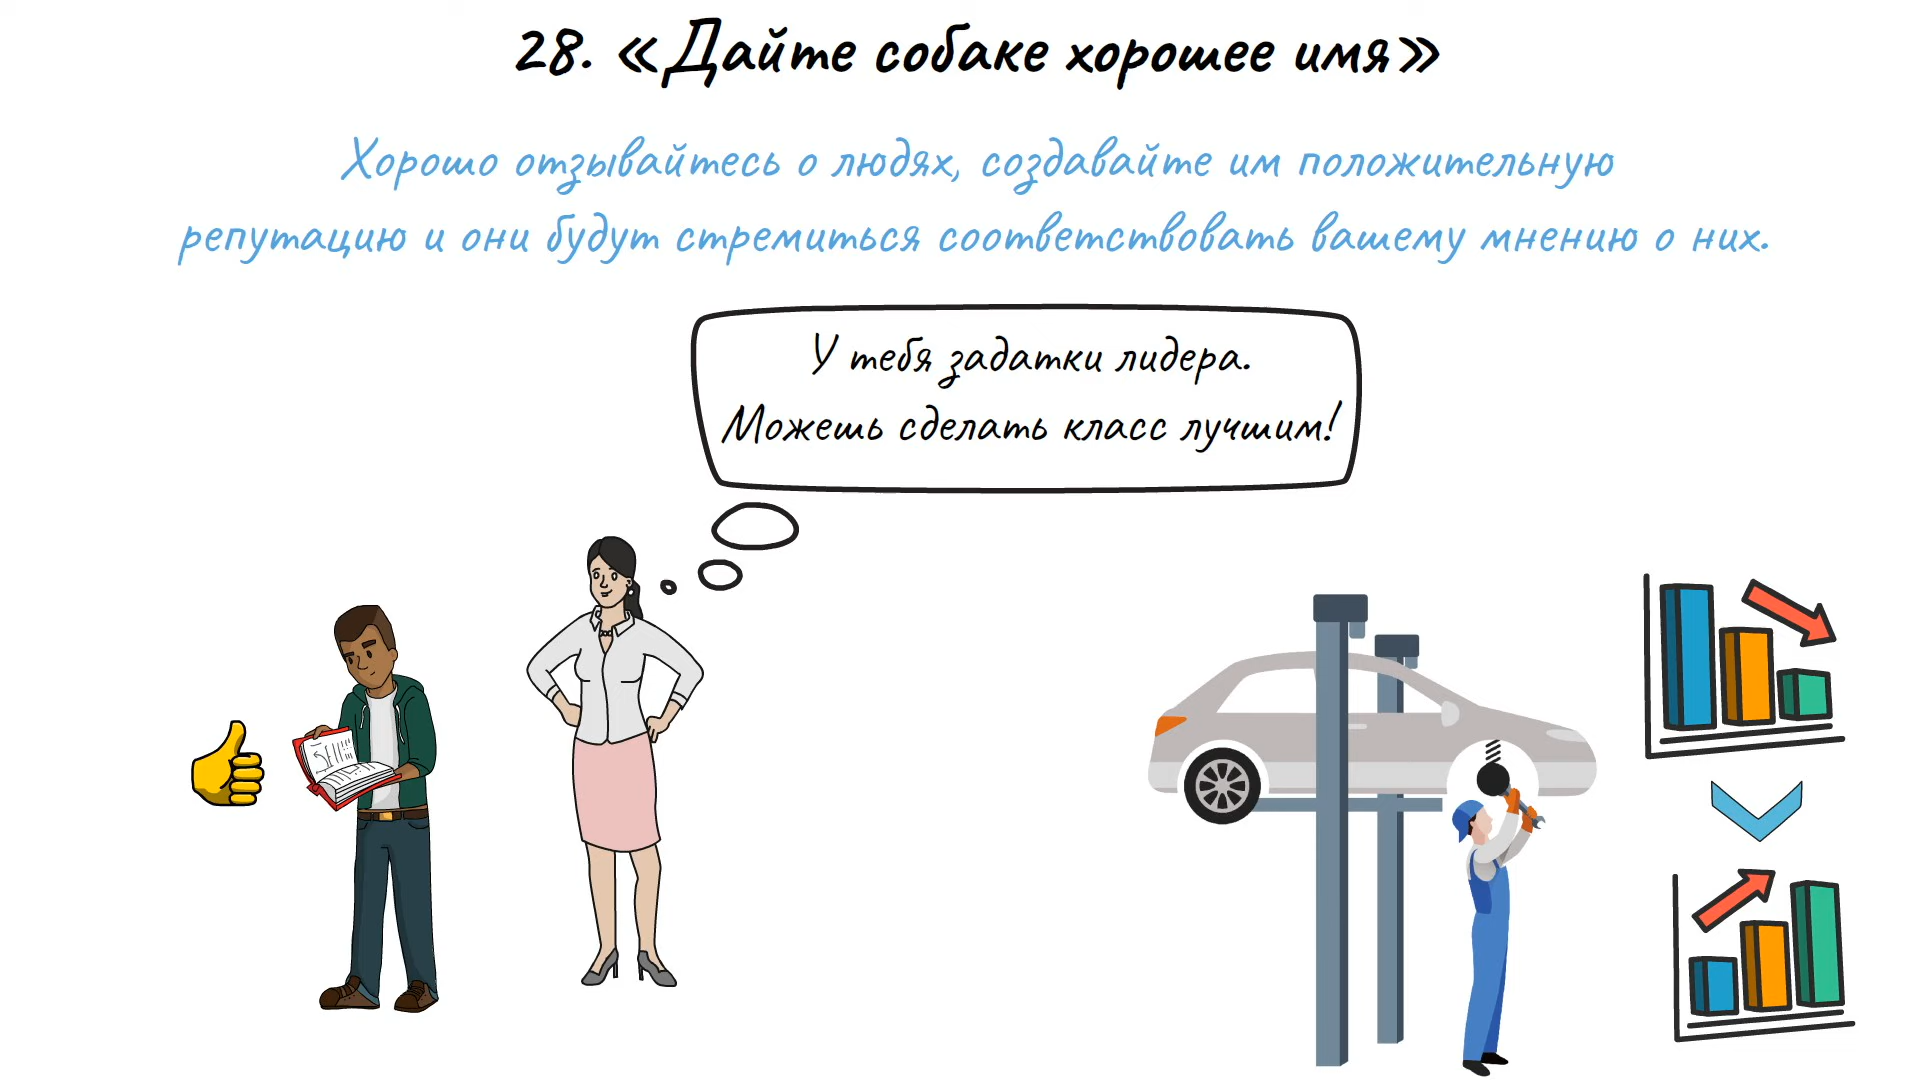 28. «Дайте собаке хорошее имя»
Хорошо отзывайтесь о людях, создавайте им положительную
репутацию и они будут стремиться соответствовать вашему мнению о них.
У тебя задатки лидера.
Можешь сделать класс лучшим!